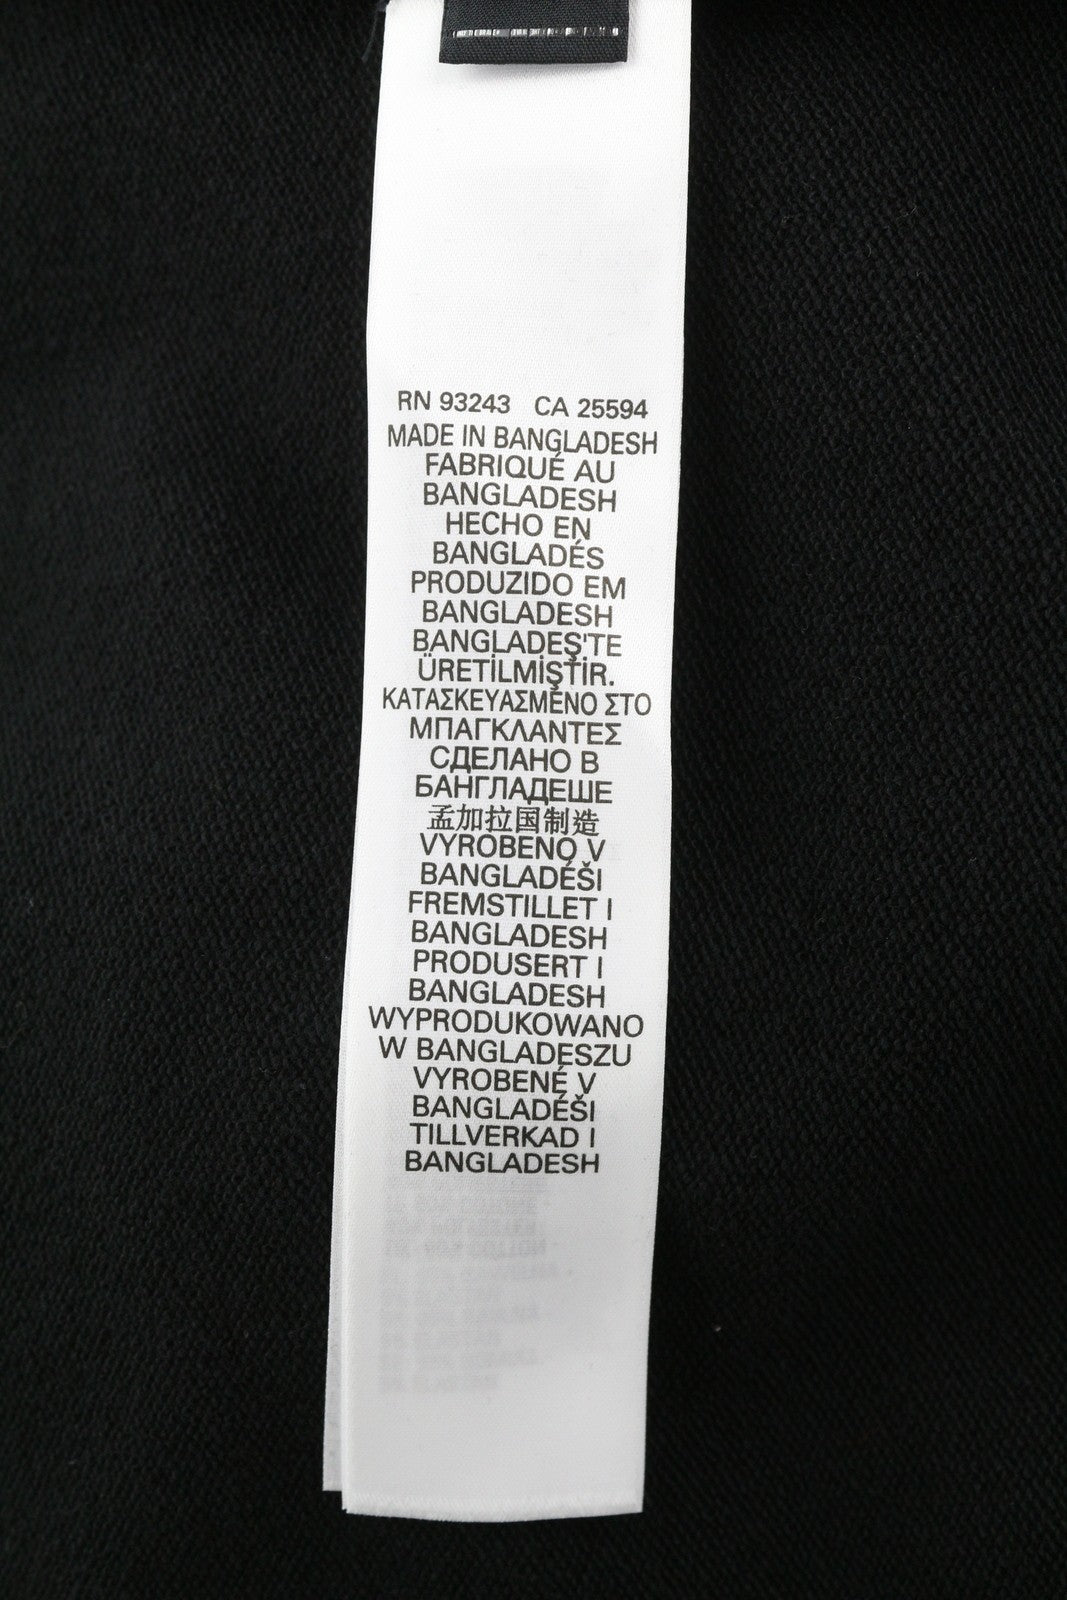 RN 93243 CA 25594
MADE IN BANGLADESH
FABRIQUÉ AU
BANGLADESH
HECHO EN
BANGLADÉS
PRODUZIDO EM
BANGLADESH
BANGLADEŞ'TE
ÜRETİLMİŞTİR.
ΚΑΤΑΣΚΕΥΑΣΜΕΝΟ ΣΤΟ
ΜΠΑΓΚΛΑΝΤΕΣ
СДЕЛАНО В
БАНГЛАДЕШЕ
孟加拉国制造
VYROBENO V
BANGLADÉŠI
FREMSTILLET I
BANGLADESH
PRODUSERT I
BANGLADESH
WYPRODUKOWANO
W BANGLADESZU
VYROBENÉ V
BANGLADÉŠI
TILLVERKAD I
BANGLADESH